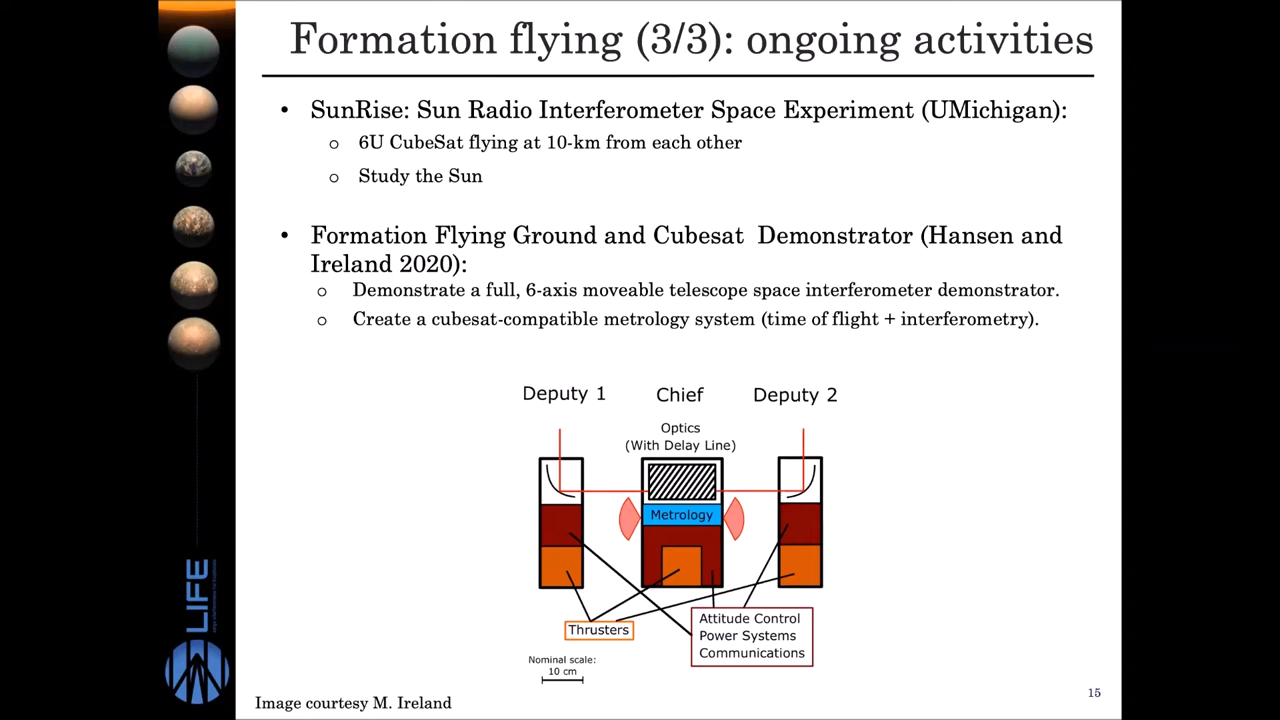 Formation flying (3/3): ongoing activities
• SunRise: Sun Radio Interferometer Space Experiment (UMichigan):
o 6U CubeSat flying at 10-km from each other
o Study the Sun
• Formation Flying Ground and Cubesat Demonstrator (Hansen and
Ireland 2020):
o Demonstrate a full, 6-axis moveable telescope space interferometer demonstrator.
o Create a cubesat-compatible metrology system (time of flight + interferometry).
Deputy 1
Chief
Deputy 2
Optics
(With Delay Line)
Metrology
Thrusters
Attitude Control
Power Systems
Communications
Nominal scale:
10 cm
LIFE
Image courtesy M. Ireland
15